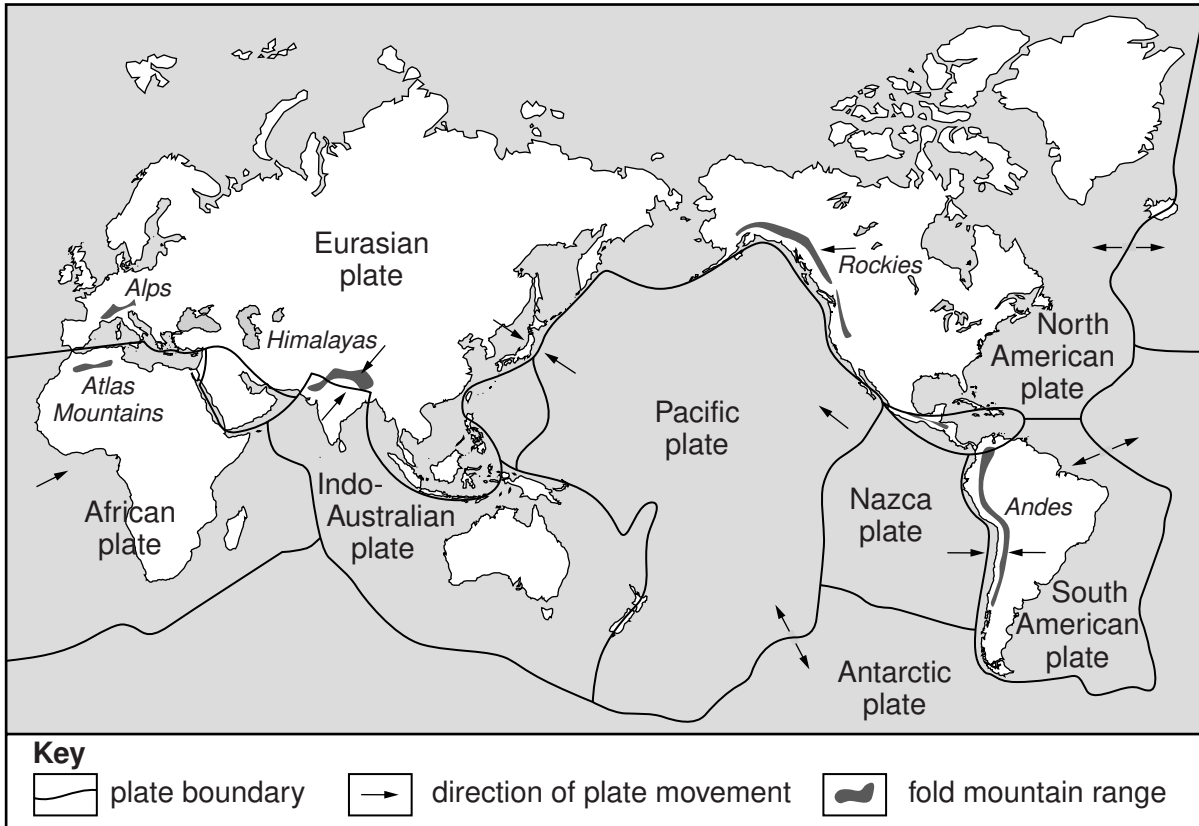 Eurasian
plate
Alps
Himalayas
Atlas
Mountains
African
plate
Indo-
Australian
plate
Pacific
plate
Rockies
North
American
plate
Nazca
plate
Andes
South
American
plate
Antarctic
plate
Key
plate boundary
direction of plate movement
fold mountain range